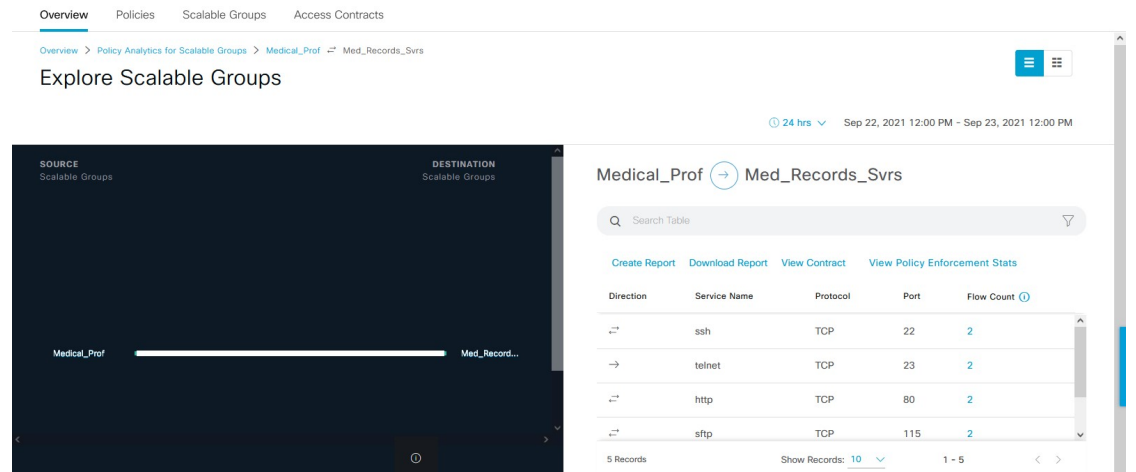 Overview Policies Scalable Groups Access Contracts
Overview > Policy Analytics for Scalable Groups > Medical_Prof ⇄ Med_Records_Svrs
Explore Scalable Groups
24 hrs Sep 22, 2021 12:00 PM - Sep 23, 2021 12:00 PM
SOURCE
Scalable Groups
DESTINATION
Scalable Groups
Medical_Prof
Med_Record...
Medical_Prof → Med_Records_Svrs
Search Table
Create Report Download Report View Contract View Policy Enforcement Stats
Direction Service Name Protocol Port Flow Count
⇄ ssh TCP 22 2
→ telnet TCP 23 2
⇄ http TCP 80 2
⇄ sftp TCP 115 2
5 Records Show Records: 10 1 - 5 < >